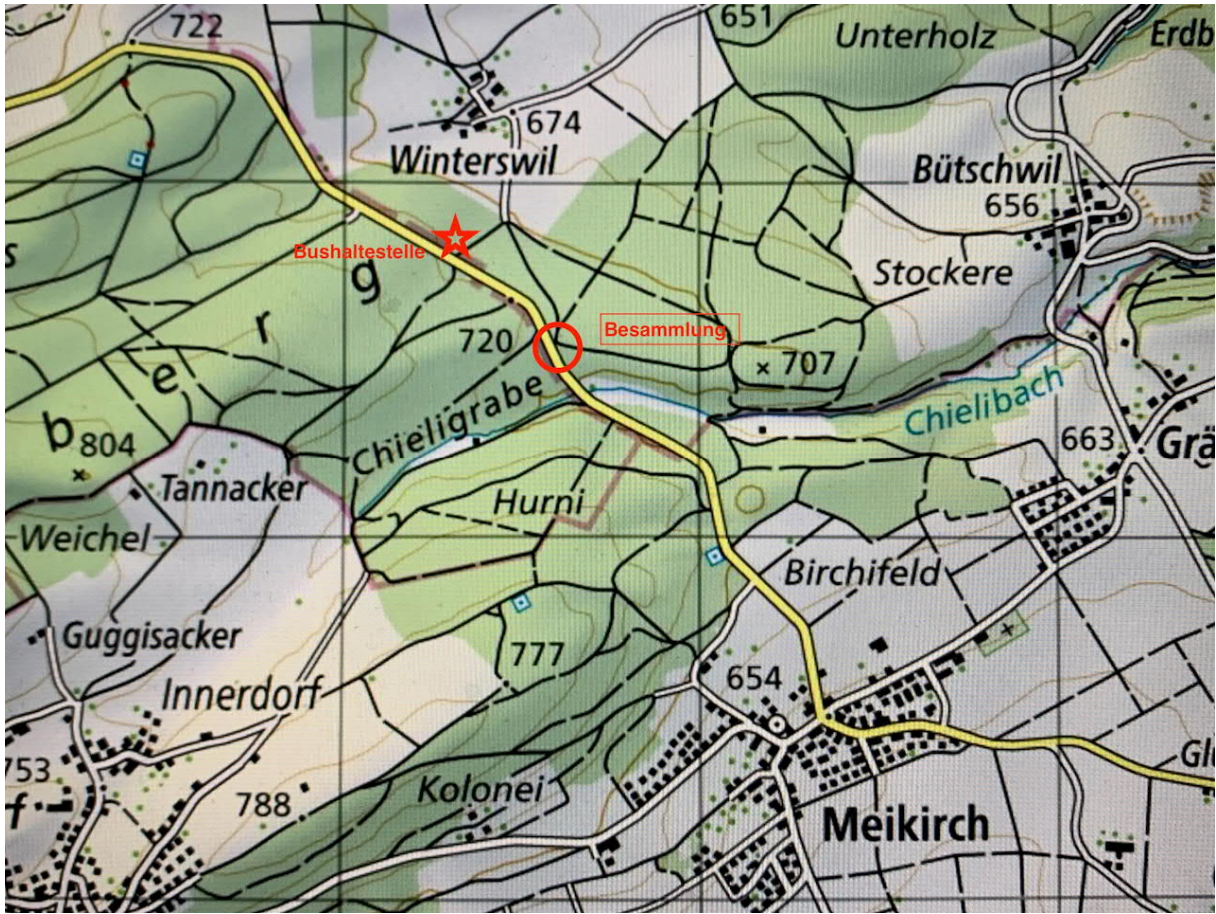 722
651
Unterholz
Erdb
674
Winterswil
Bütschwil
656
Bushaltestelle
s
g
Stockere
720
Besammlung
r
e
707
b
804
Chieligrabe
Chielibach
663
Grä
Tannacker
Hurni
Weichel
Birchifeld
Guggisacker
777
654
Innerdorf
753
788
Kolonei
Meikirch
f